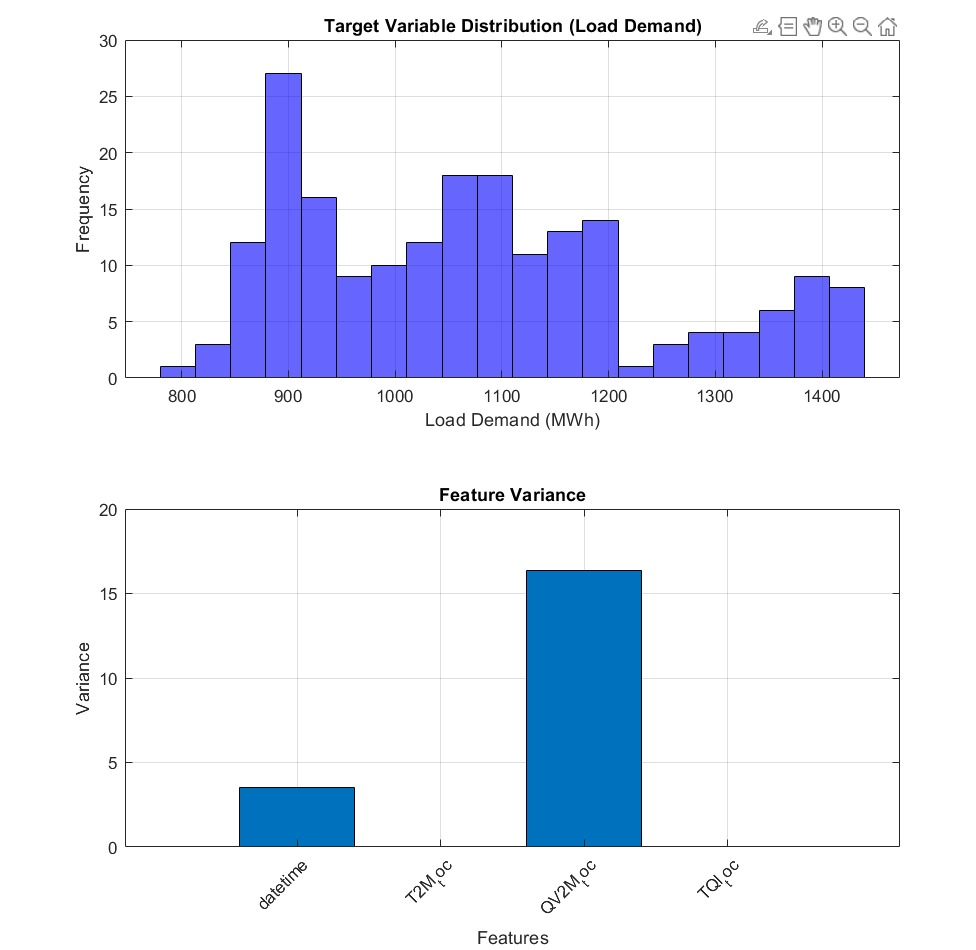 Target Variable Distribution (Load Demand)
30
25
20
15
10
5
0
Frequency
800 900 1000 1100 1200 1300 1400
Load Demand (MWh)
Feature Variance
20
15
10
5
0
Variance
datetime T2M_toc QV2M_toc TQI_toc
Features